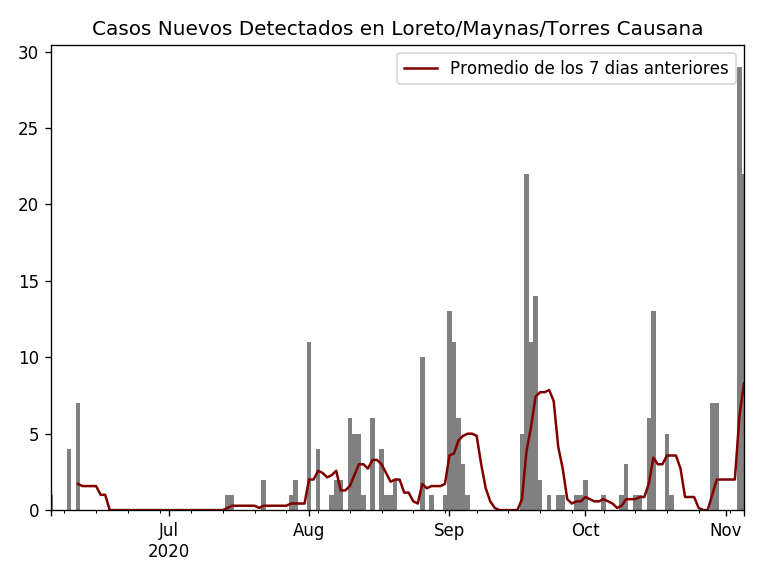 Casos Nuevos Detectados en Loreto/Maynas/Torres Causana
Promedio de los 7 dias anteriores
30
25
20
15
10
5
0
Jul
2020
Aug
Sep
Oct
Nov